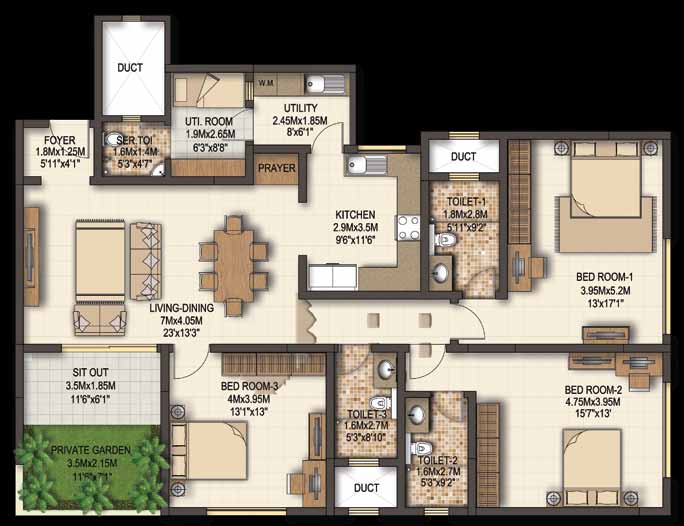 DUCT
W.M.
UTILITY
2.45Mx1.85M
8'x6'1"
UTI. ROOM
1.9Mx2.65M
6'3"x8'8"
FOYER
1.8Mx1.25M
5'11"x4'1"
SER.TOI
1.6Mx1.4M
5'3"x4'7"
PRAYER
DUCT
KITCHEN
2.9Mx3.5M
9'6"x11'6"
TOILET-1
1.8Mx2.8M
5'11"x9'2"
BED ROOM-1
3.95Mx5.2M
13'x17'1"
LIVING-DINING
7Mx4.05M
23'x13'3"
SIT OUT
3.5Mx1.85M
11'6"x6'1"
BED ROOM-3
4Mx3.95M
13'1"x13'
TOILET-3
1.6Mx2.7M
5'3"x8'10"
BED ROOM-2
4.75Mx3.95M
15'7"x13'
PRIVATE GARDEN
3.5Mx2.15M
11'6"x7'1"
TOILET-2
1.6Mx2.7M
5'3"x9'2"
DUCT